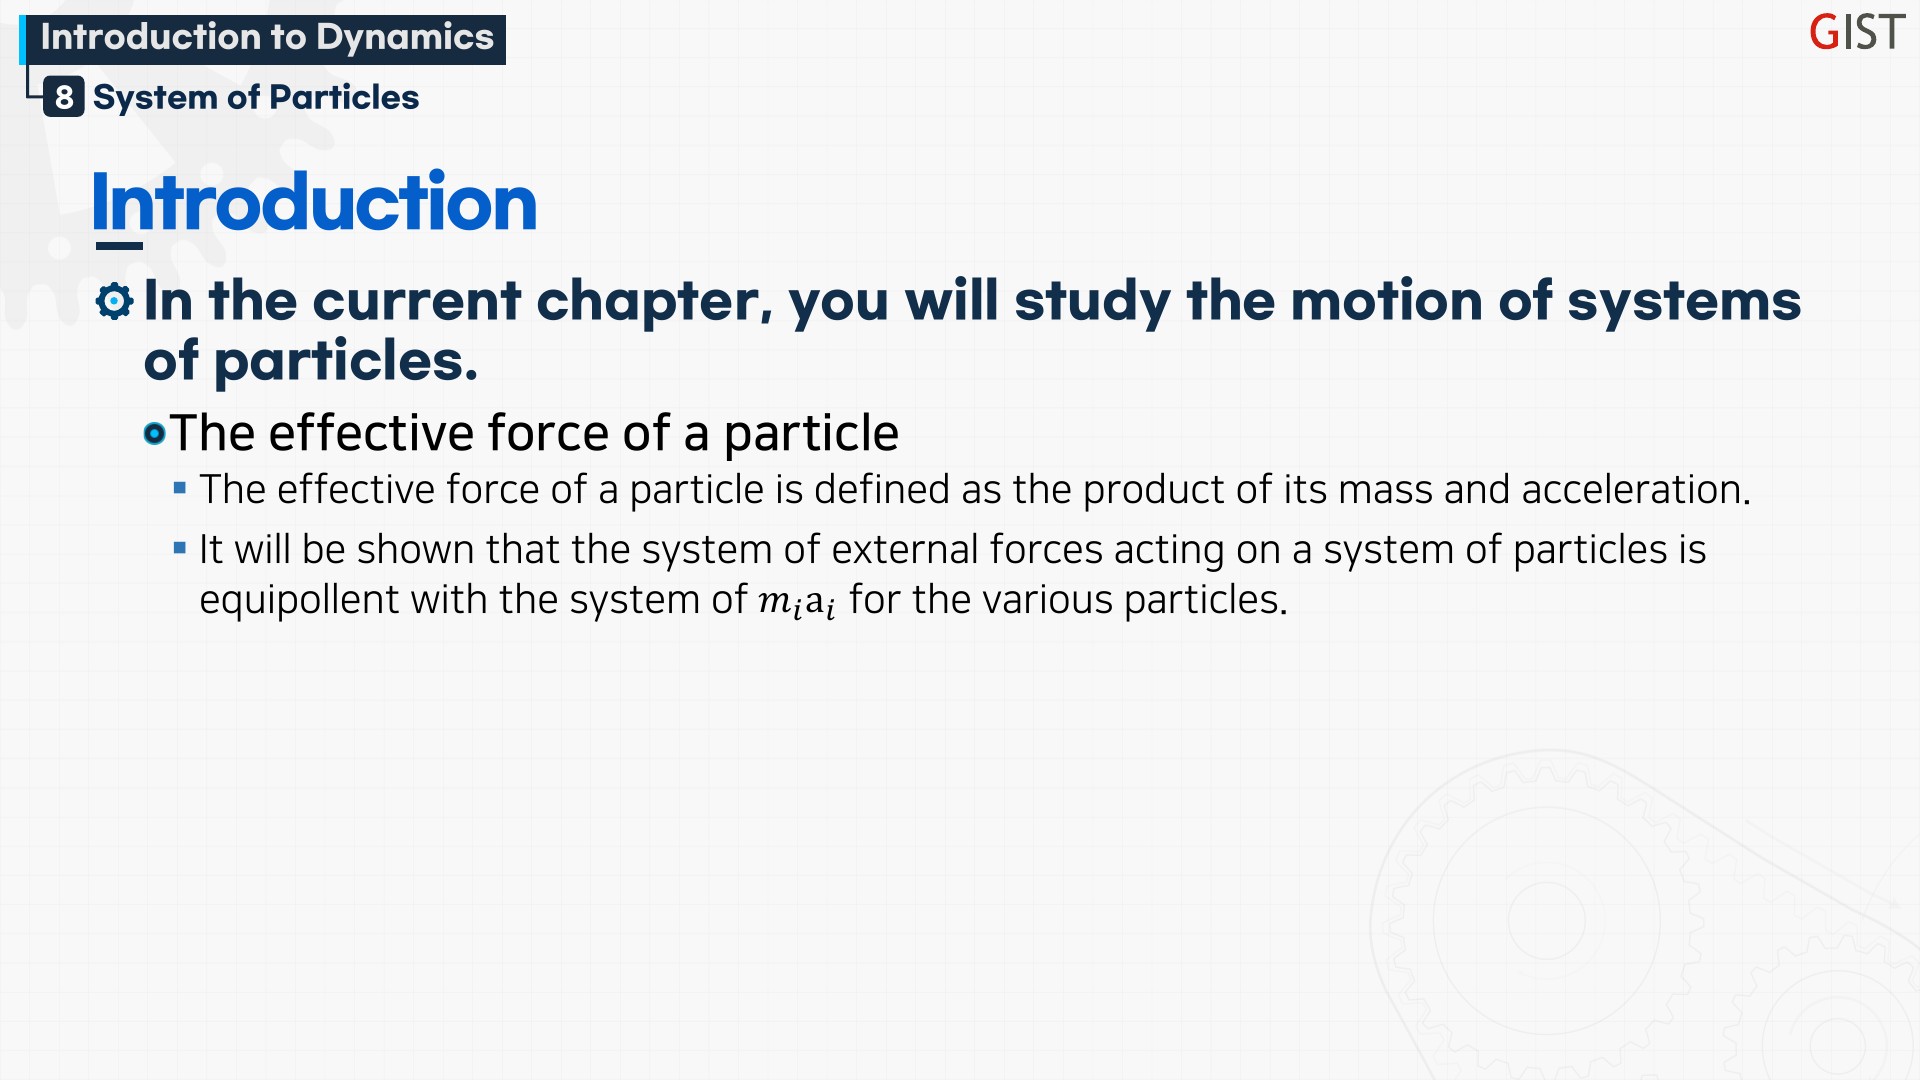 Introduction to Dynamics
GIST
8 System of Particles
Introduction
In the current chapter, you will study the motion of systems
of particles.
The effective force of a particle
▪ The effective force of a particle is defined as the product of its mass and acceleration.
▪ It will be shown that the system of external forces acting on a system of particles is
equipollent with the system of $m_i \mathrm{a}_i$ for the various particles.